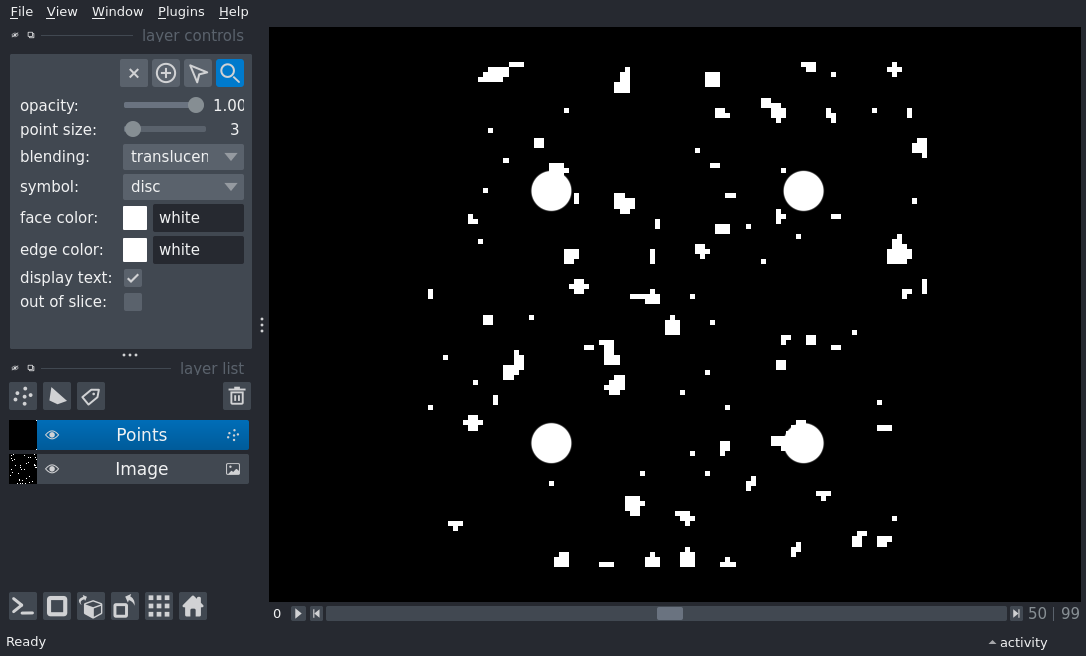 File View Window Plugins Help
layer controls
opacity: 1.00
point size: 3
blending: translucen
symbol: disc
face color: white
edge color: white
display text:
out of slice:
layer list
Points
Image
0 50 | 99
Ready activity